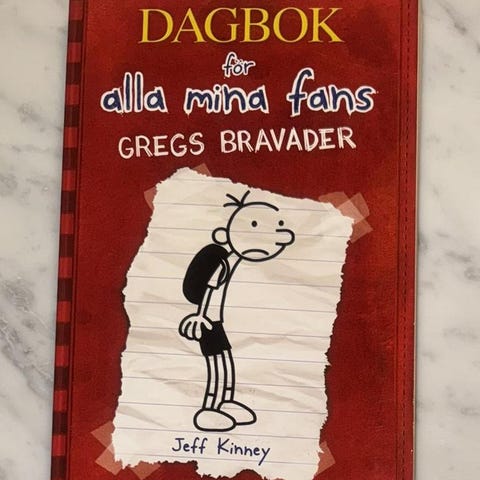 DAGBOK
för
alla mina fans
GREGS BRAVADER
Jeff Kinney